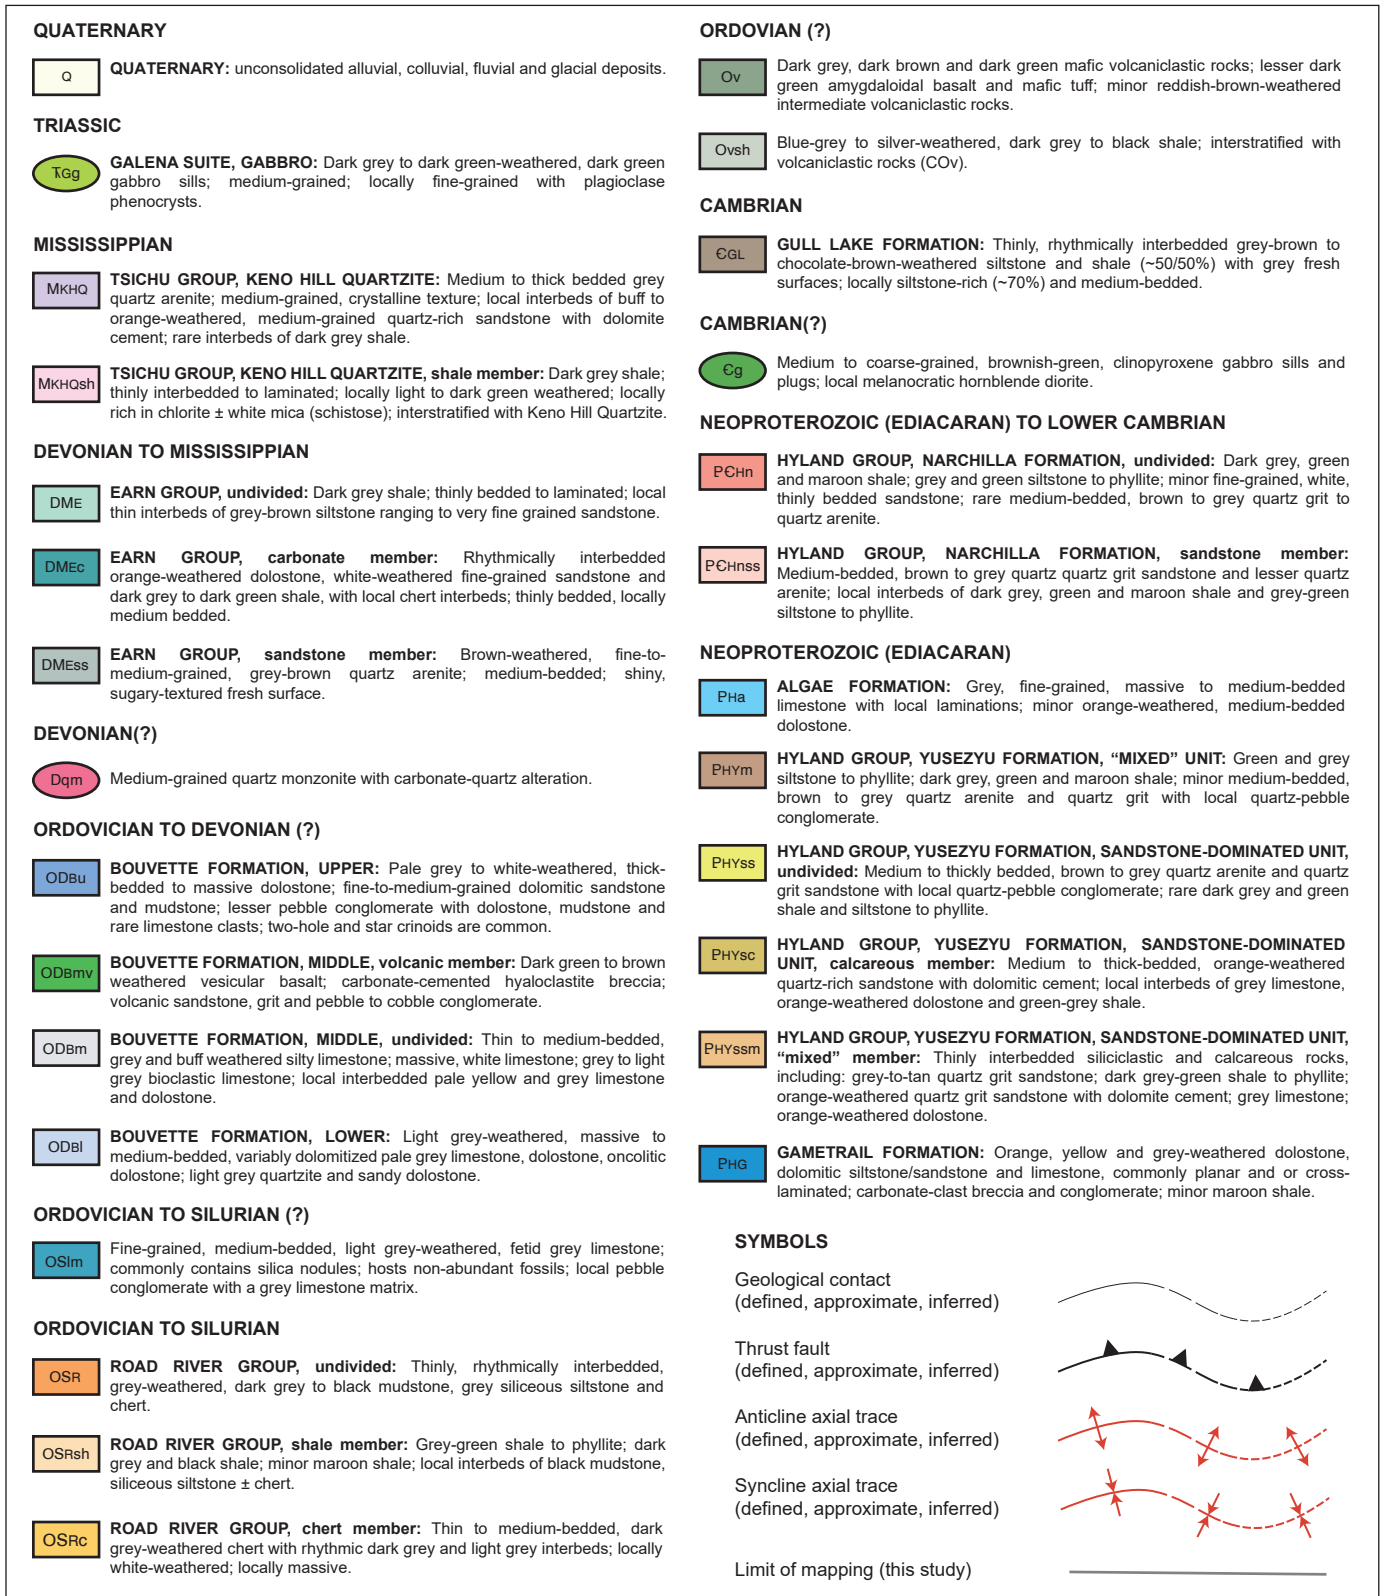 QUATERNARY
Q
QUATERNARY: unconsolidated alluvial, colluvial, fluvial and glacial deposits.
TRIASSIC
TRGg
GALENA SUITE, GABBRO: Dark grey to dark green-weathered, dark green
gabbro sills; medium-grained; locally fine-grained with plagioclase
phenocrysts.
MISSISSIPPIAN
MKHQ
TSICHU GROUP, KENO HILL QUARTZITE: Medium to thick bedded grey
quartz arenite; medium-grained, crystalline texture; local interbeds of buff to
orange-weathered, medium-grained quartz-rich sandstone with dolomite
cement; rare interbeds of dark grey shale.
MKHQsh
TSICHU GROUP, KENO HILL QUARTZITE, shale member: Dark grey shale;
thinly interbedded to laminated; locally light to dark green weathered; locally
rich in chlorite ± white mica (schistose); interstratified with Keno Hill Quartzite.
DEVONIAN TO MISSISSIPPIAN
DME
EARN GROUP, undivided: Dark grey shale; thinly bedded to laminated; local
thin interbeds of grey-brown siltstone ranging to very fine grained sandstone.
DMEc
EARN GROUP, carbonate member: Rhythmically interbedded
orange-weathered dolostone, white-weathered fine-grained sandstone and
dark grey to dark green shale, with local chert interbeds; thinly bedded, locally
medium bedded.
DMEss
EARN GROUP, sandstone member: Brown-weathered, fine-to-
medium-grained, grey-brown quartz arenite; medium-bedded; shiny,
sugary-textured fresh surface.
DEVONIAN(?)
Dqm
Medium-grained quartz monzonite with carbonate-quartz alteration.
ORDOVICIAN TO DEVONIAN (?)
ODBu
BOUVETTE FORMATION, UPPER: Pale grey to white-weathered, thick-
bedded to massive dolostone; fine-to-medium-grained dolomitic sandstone
and mudstone; lesser pebble conglomerate with dolostone, mudstone and
rare limestone clasts; two-hole and star crinoids are common.
ODBmv
BOUVETTE FORMATION, MIDDLE, volcanic member: Dark green to brown
weathered vesicular basalt; carbonate-cemented hyaloclastite breccia;
volcanic sandstone, grit and pebble to cobble conglomerate.
ODBm
BOUVETTE FORMATION, MIDDLE, undivided: Thin to medium-bedded,
grey and buff weathered silty limestone; massive, white limestone; grey to light
grey bioclastic limestone; local interbedded pale yellow and grey limestone
and dolostone.
ODBl
BOUVETTE FORMATION, LOWER: Light grey-weathered, massive to
medium-bedded, variably dolomitized pale grey limestone, dolostone, oncolitic
dolostone; light grey quartzite and sandy dolostone.
ORDOVICIAN TO SILURIAN (?)
OSlm
Fine-grained, medium-bedded, light grey-weathered, fetid grey limestone;
commonly contains silica nodules; hosts non-abundant fossils; local pebble
conglomerate with a grey limestone matrix.
ORDOVICIAN TO SILURIAN
OSR
ROAD RIVER GROUP, undivided: Thinly, rhythmically interbedded,
grey-weathered, dark grey to black mudstone, grey siliceous siltstone and
chert.
OSRsh
ROAD RIVER GROUP, shale member: Grey-green shale to phyllite; dark
grey and black shale; minor maroon shale; local interbeds of black mudstone,
siliceous siltstone ± chert.
OSRc
ROAD RIVER GROUP, chert member: Thin to medium-bedded, dark
grey-weathered chert with rhythmic dark grey and light grey interbeds; locally
white-weathered; locally massive.
ORDOVIAN (?)
Ov
Dark grey, dark brown and dark green mafic volcaniclastic rocks; lesser dark
green amygdaloidal basalt and mafic tuff; minor reddish-brown-weathered
intermediate volcaniclastic rocks.
Ovsh
Blue-grey to silver-weathered, dark grey to black shale; interstratified with
volcaniclastic rocks (COv).
CAMBRIAN
ЄGL
GULL LAKE FORMATION: Thinly, rhythmically interbedded grey-brown to
chocolate-brown-weathered siltstone and shale (~50/50%) with grey fresh
surfaces; locally siltstone-rich (~70%) and medium-bedded.
CAMBRIAN(?)
Єg
Medium to coarse-grained, brownish-green, clinopyroxene gabbro sills and
plugs; local melanocratic hornblende diorite.
NEOPROTEROZOIC (EDIACARAN) TO LOWER CAMBRIAN
PЄHn
HYLAND GROUP, NARCHILLA FORMATION, undivided: Dark grey, green
and maroon shale; grey and green siltstone to phyllite; minor fine-grained, white,
thinly bedded sandstone; rare medium-bedded, brown to grey quartz grit to
quartz arenite.
PЄHnss
HYLAND GROUP, NARCHILLA FORMATION, sandstone member:
Medium-bedded, brown to grey quartz quartz grit sandstone and lesser quartz
arenite; local interbeds of dark grey, green and maroon shale and grey-green
siltstone to phyllite.
NEOPROTEROZOIC (EDIACARAN)
PHa
ALGAE FORMATION: Grey, fine-grained, massive to medium-bedded
limestone with local laminations; minor orange-weathered, medium-bedded
dolostone.
PHYm
HYLAND GROUP, YUSEZYU FORMATION, “MIXED” UNIT: Green and grey
siltstone to phyllite; dark grey, green and maroon shale; minor medium-bedded,
brown to grey quartz arenite and quartz grit with local quartz-pebble
conglomerate.
PHYss
HYLAND GROUP, YUSEZYU FORMATION, SANDSTONE-DOMINATED UNIT,
undivided: Medium to thickly bedded, brown to grey quartz arenite and quartz
grit sandstone with local quartz-pebble conglomerate; rare dark grey and green
shale and siltstone to phyllite.
PHYsc
HYLAND GROUP, YUSEZYU FORMATION, SANDSTONE-DOMINATED
UNIT, calcareous member: Medium to thick-bedded, orange-weathered
quartz-rich sandstone with dolomitic cement; local interbeds of grey limestone,
orange-weathered dolostone and green-grey shale.
PHYssm
HYLAND GROUP, YUSEZYU FORMATION, SANDSTONE-DOMINATED UNIT,
“mixed” member: Thinly interbedded siliciclastic and calcareous rocks,
including: grey-to-tan quartz grit sandstone; dark grey-green shale to phyllite;
orange-weathered quartz grit sandstone with dolomite cement; grey limestone;
orange-weathered dolostone.
PHG
GAMETRAIL FORMATION: Orange, yellow and grey-weathered dolostone,
dolomitic siltstone/sandstone and limestone, commonly planar and or cross-
laminated; carbonate-clast breccia and conglomerate; minor maroon shale.
SYMBOLS
Geological contact
(defined, approximate, inferred)
Thrust fault
(defined, approximate, inferred)
Anticline axial trace
(defined, approximate, inferred)
Syncline axial trace
(defined, approximate, inferred)
Limit of mapping (this study)